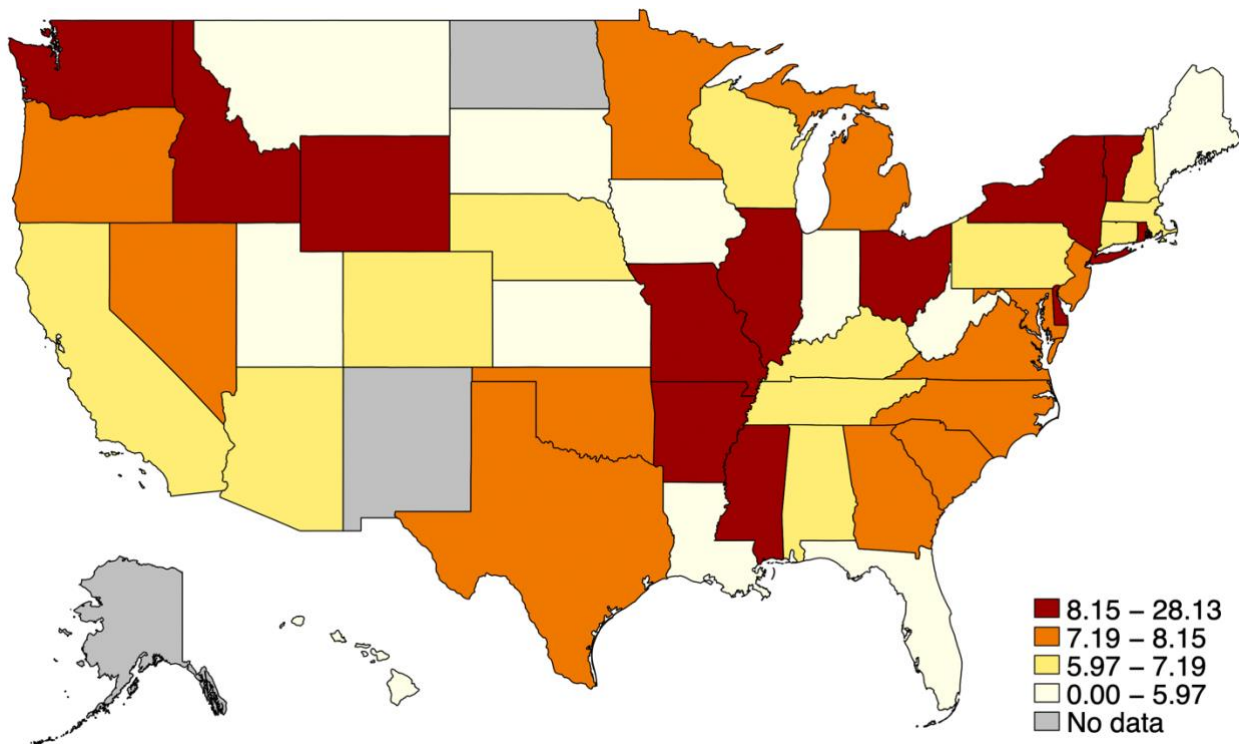 8.15 – 28.13
7.19 – 8.15
5.97 – 7.19
0.00 – 5.97
No data